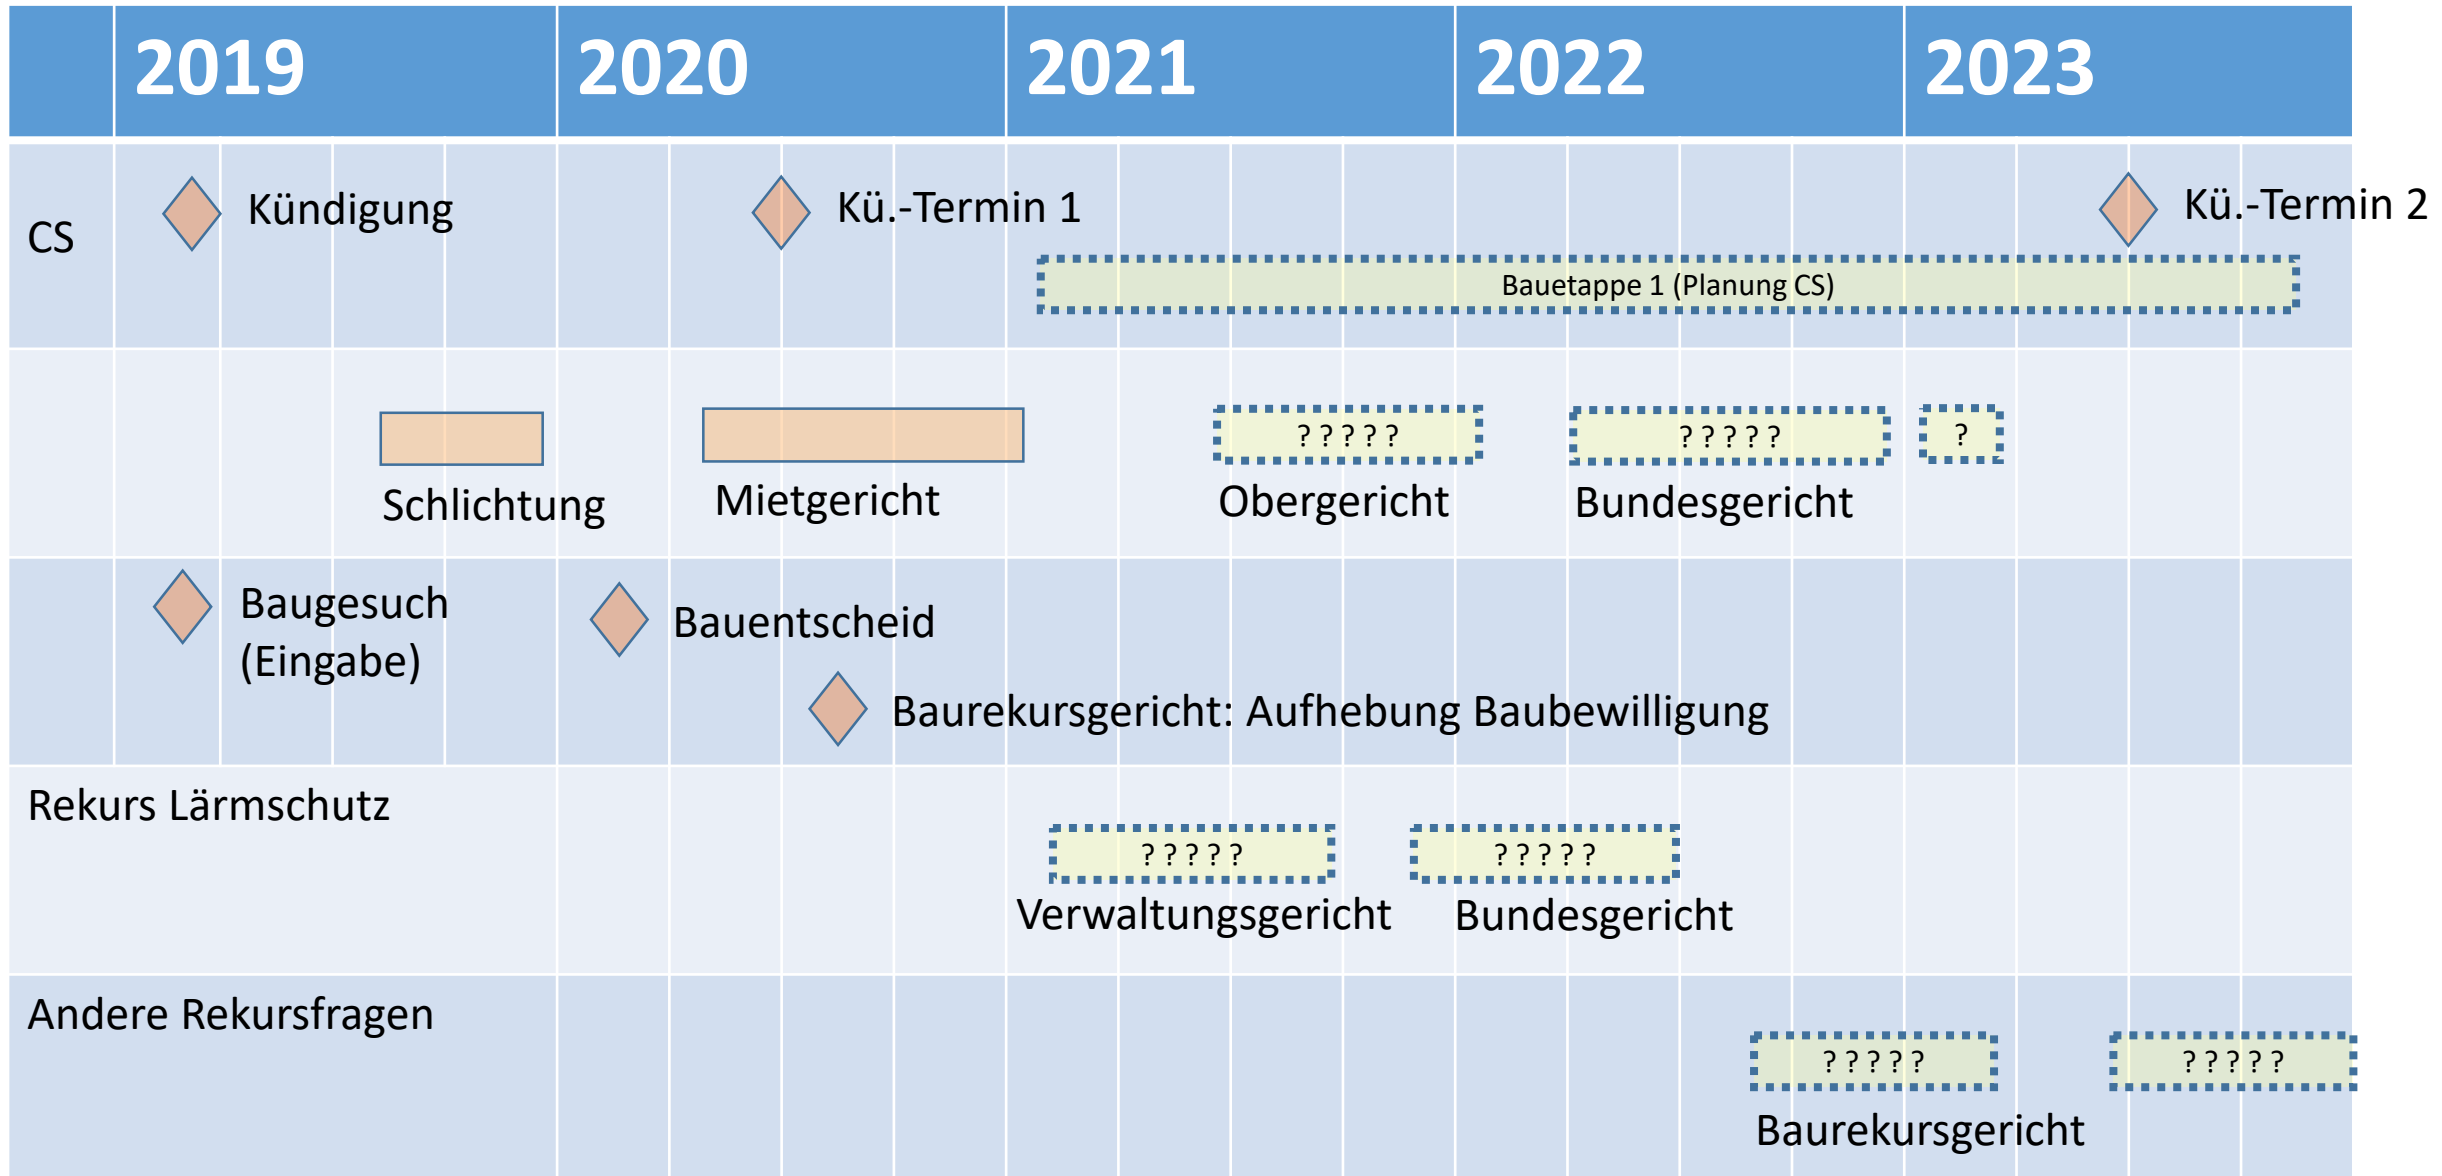 2019 2020 2021 2022 2023
CS
Kündigung
Kü.-Termin 1
Kü.-Termin 2
Bauetappe 1 (Planung CS)
? ? ? ? ?
? ? ? ? ?
?
Schlichtung
Mietgericht
Obergericht
Bundesgericht
Baugesuch
(Eingabe)
Bauentscheid
Baurekursgericht: Aufhebung Baubewilligung
Rekurs Lärmschutz
? ? ? ? ?
? ? ? ? ?
Verwaltungsgericht
Bundesgericht
Andere Rekursfragen
? ? ? ? ?
? ? ? ? ?
Baurekursgericht